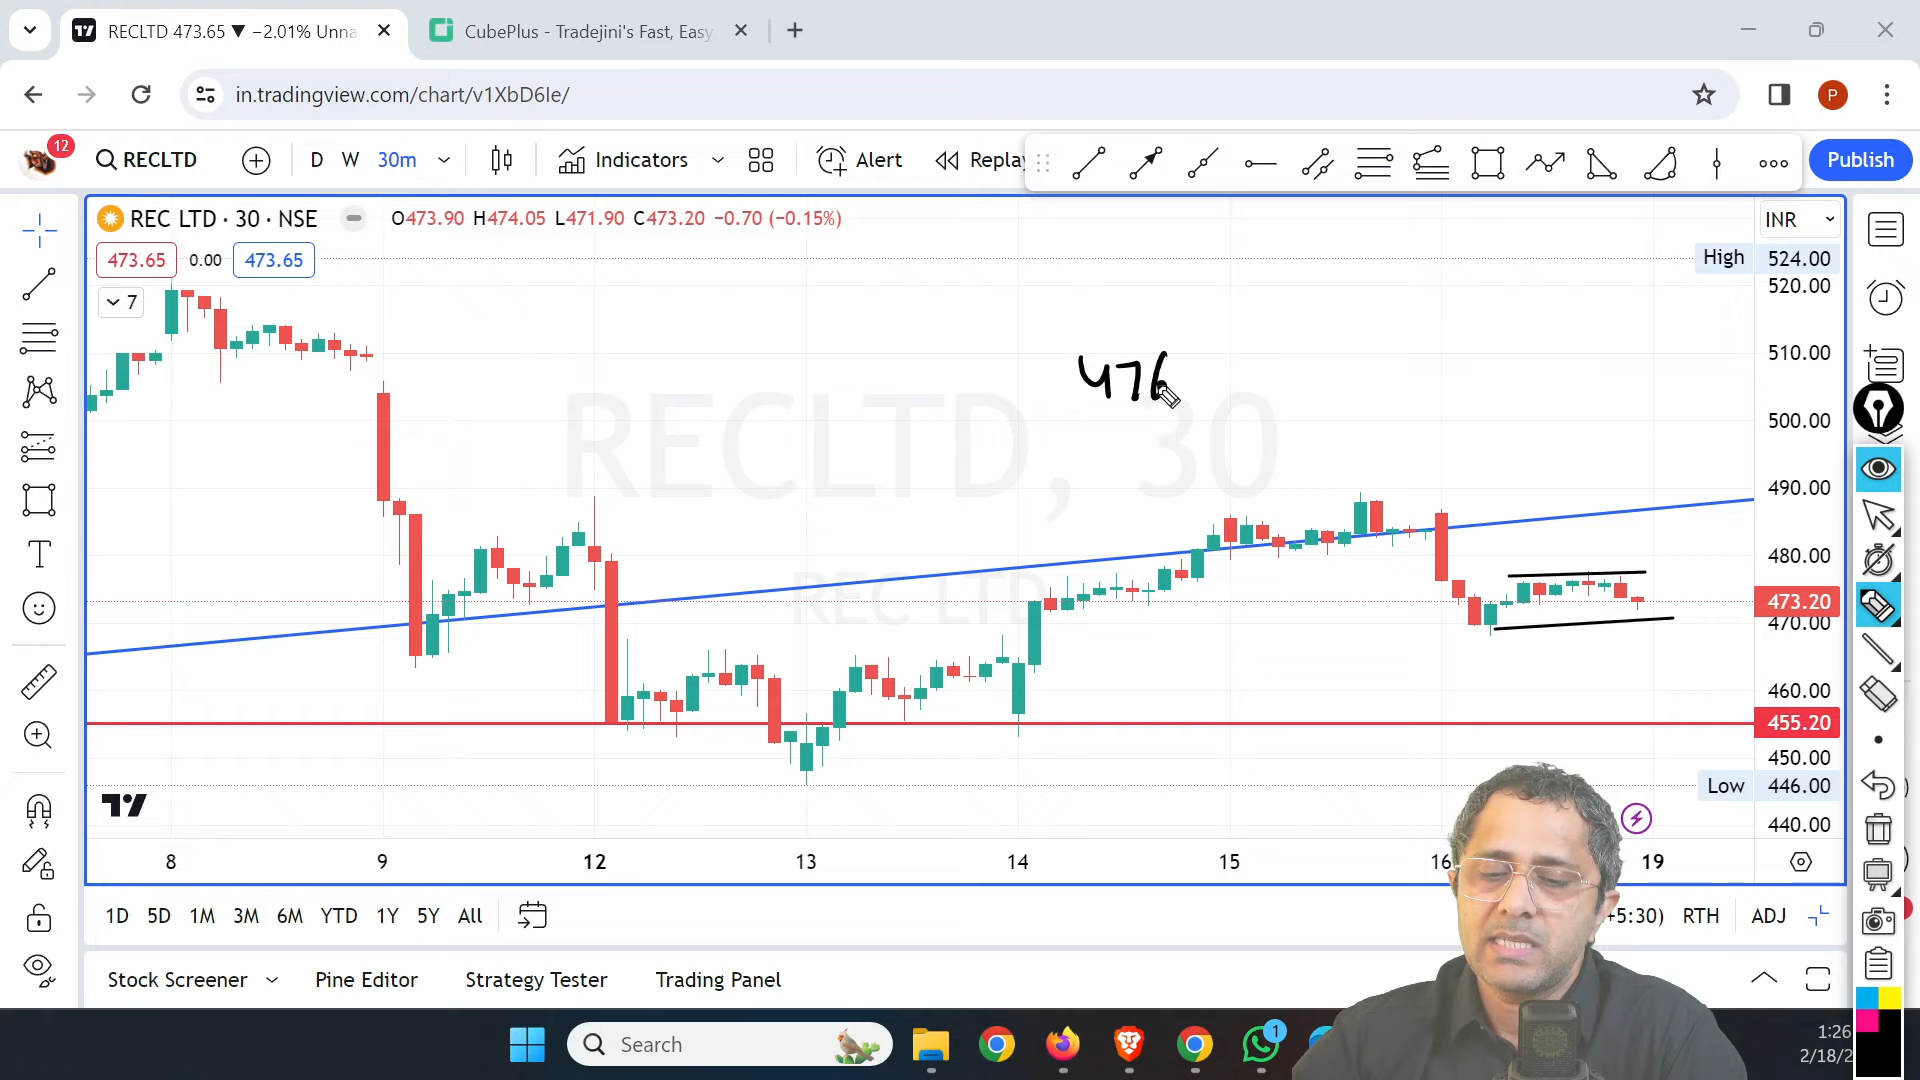 RECLTD 473.65 ▼ −2.01% Unna
CubePlus - Tradejini's Fast, Easy
in.tradingview.com/chart/v1XbD6Ie/
P
12
RECLTD
D W 30m
Indicators
Alert
Replay
Publish
REC LTD · 30 · NSE
O473.90 H474.05 L471.90 C473.20 −0.70 (−0.15%)
INR
473.65 0.00 473.65
7
High 524.00
520.00
510.00
500.00
490.00
480.00
473.20
470.00
460.00
455.20
450.00
Low 446.00
440.00
476
RECLTD, 30
REC LTD
8 9 12 13 14 15 16 19
1D 5D 1M 3M 6M YTD 1Y 5Y All
+5:30) RTH ADJ
Stock Screener Pine Editor Strategy Tester Trading Panel
Search
1
1:26
2/18/2